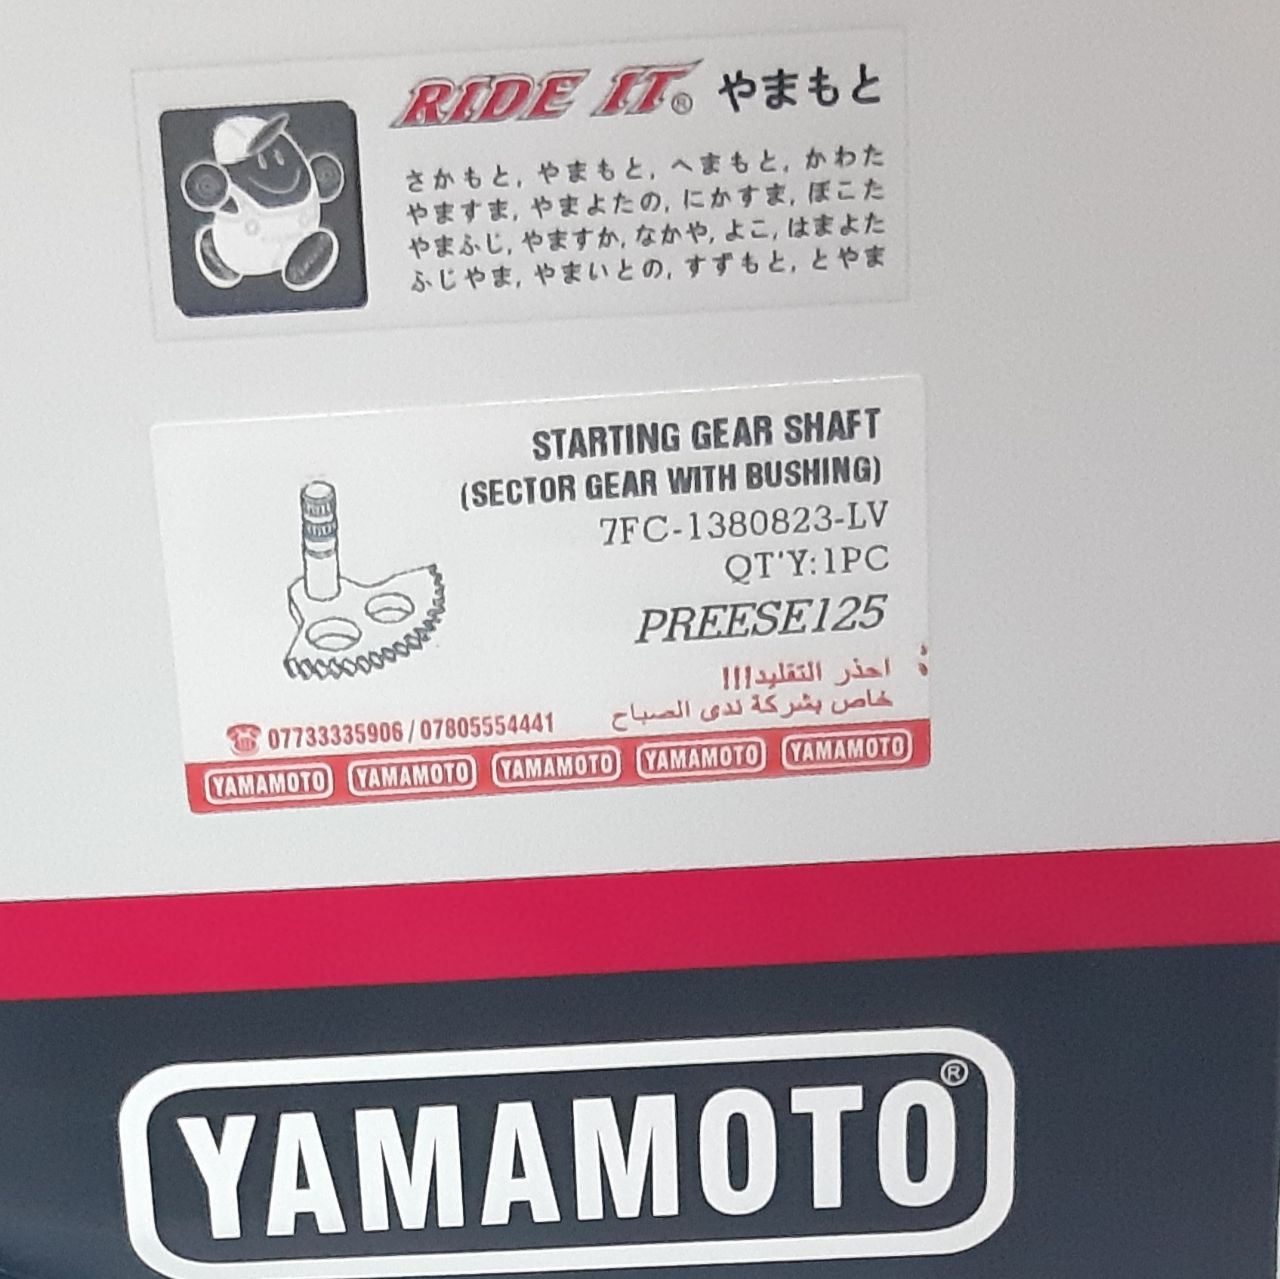 RIDE IT® やまもと
さかもと, やまもと, へまもと, かわた
やますま, やまよたの, にかすま, ぼこた
やまふじ, やますか, なかや, よこ, はまよた
ふじやま, やまいとの, すずもと, とやま
STARTING GEAR SHAFT
(SECTOR GEAR WITH BUSHING)
7FC-1380823-LV
QT'Y:1PC
PREESE125
احذر التقليد!!!
خاص بشركة ندى الصباح
07733335906 / 07805554441
YAMAMOTO YAMAMOTO YAMAMOTO YAMAMOTO YAMAMOTO
YAMAMOTO®